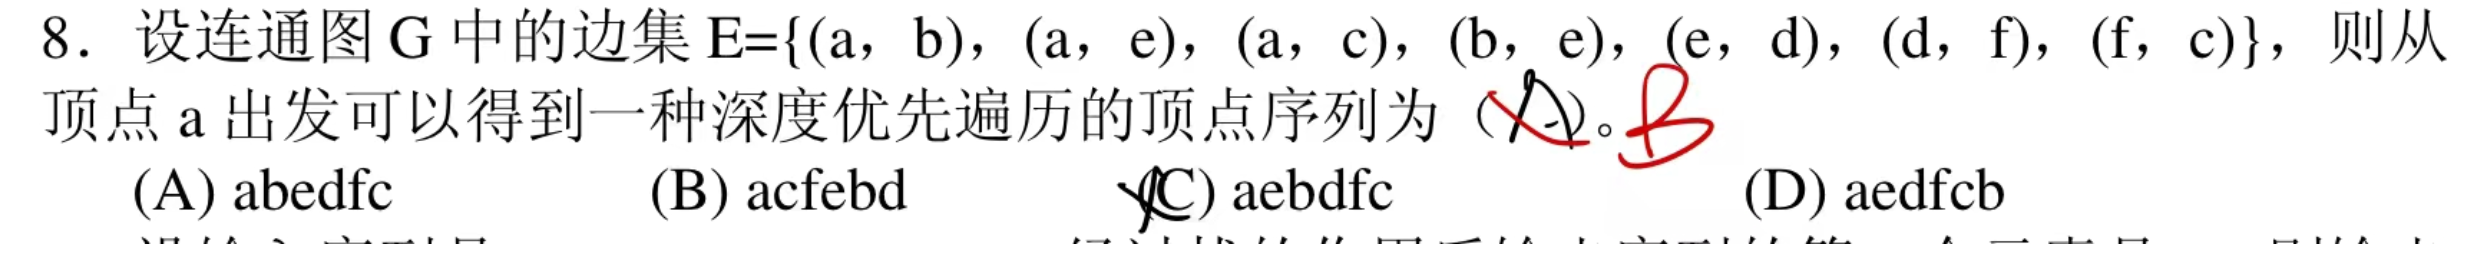 8. 设连通图 G 中的边集 E={(a, b), (a, e), (a, c), (b, e), (e, d), (d, f), (f, c)}, 则从
顶点 a 出发可以得到一种深度优先遍历的顶点序列为 (A)。B
(A) abedfc (B) acfebd (C) aebdfc (D) aedfcb